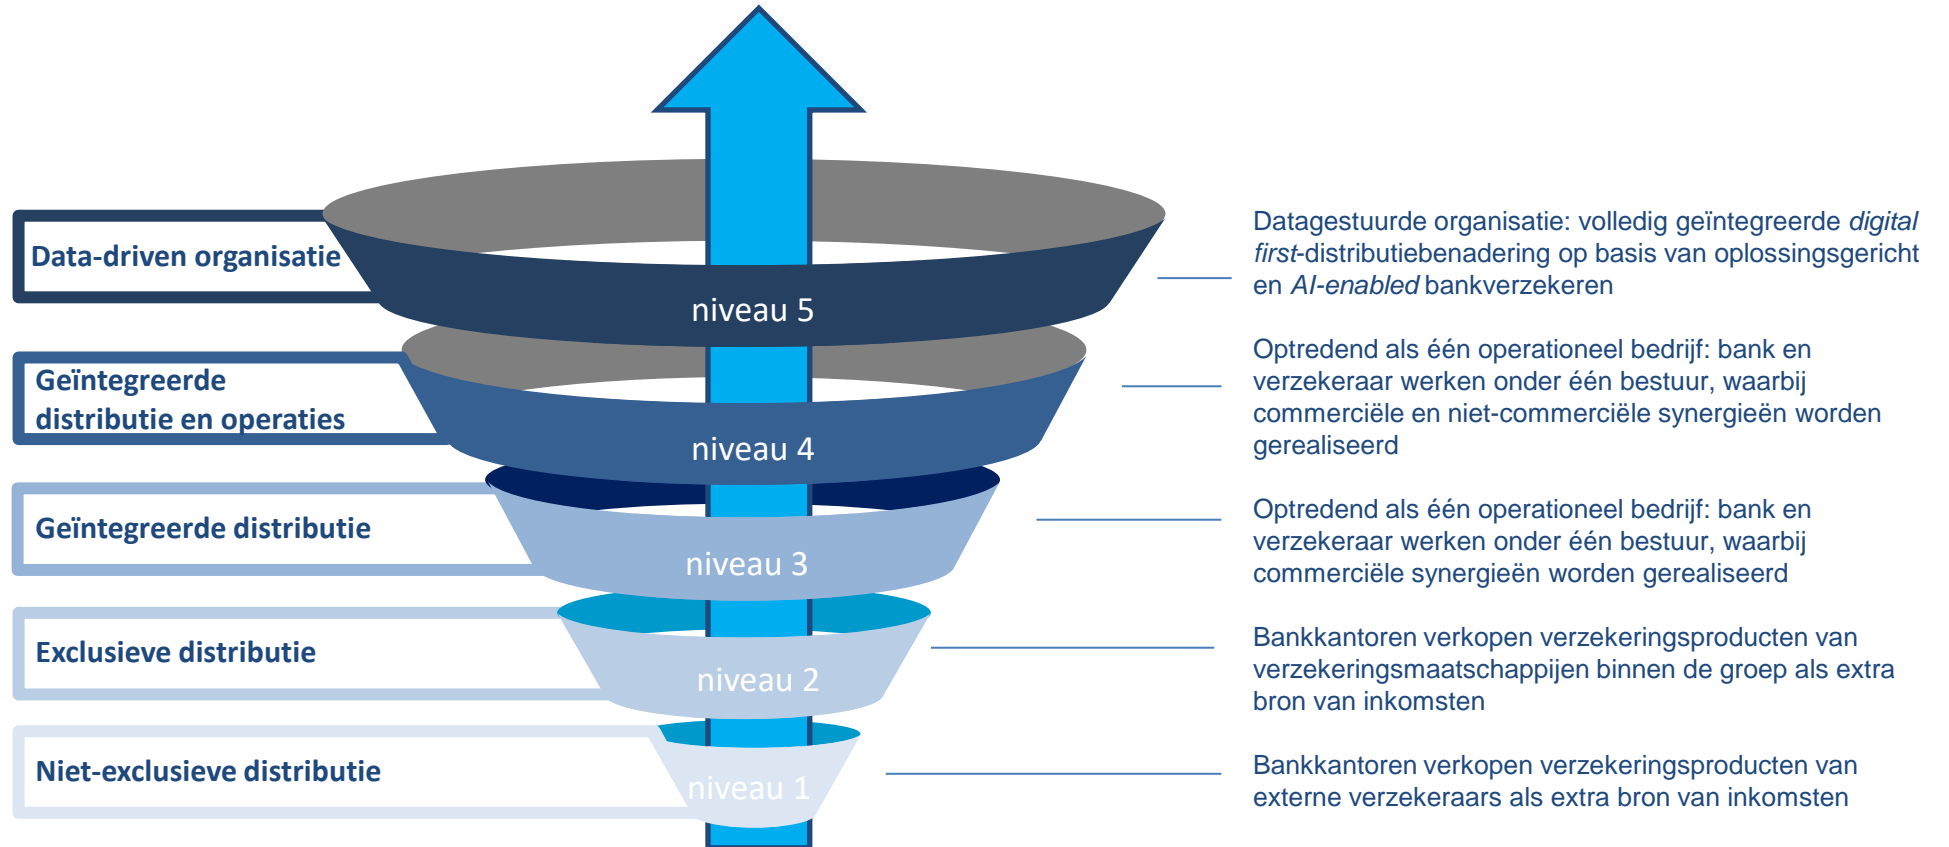 Data-driven organisatie
niveau 5
Datagestuurde organisatie: volledig geïntegreerde digital
first-distributiebenadering op basis van oplossingsgericht
en AI-enabled bankverzekeren
Geïntegreerde
distributie en operaties
niveau 4
Optredend als één operationeel bedrijf: bank en
verzekeraar werken onder één bestuur, waarbij
commerciële en niet-commerciële synergieën worden
gerealiseerd
Geïntegreerde distributie
niveau 3
Optredend als één operationeel bedrijf: bank en
verzekeraar werken onder één bestuur, waarbij
commerciële synergieën worden gerealiseerd
Exclusieve distributie
niveau 2
Bankkantoren verkopen verzekeringsproducten van
verzekeringsmaatschappijen binnen de groep als extra
bron van inkomsten
Niet-exclusieve distributie
niveau 1
Bankkantoren verkopen verzekeringsproducten van
externe verzekeraars als extra bron van inkomsten